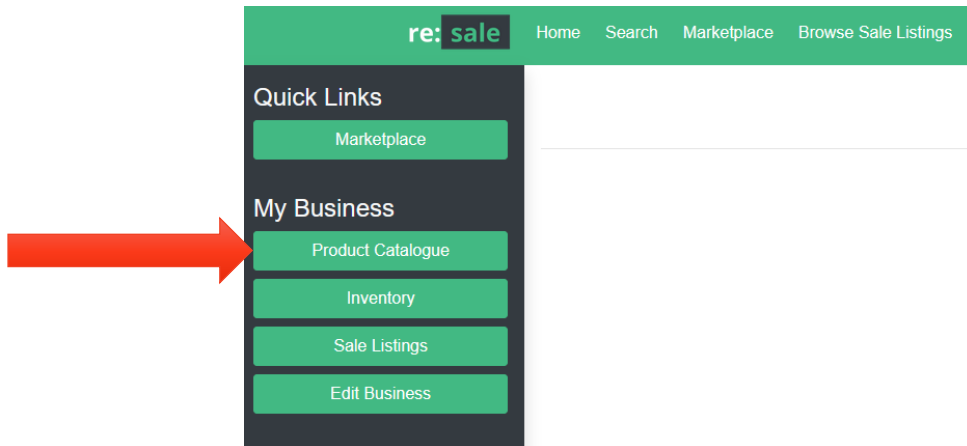 re: sale Home Search Marketplace Browse Sale Listings
Quick Links
Marketplace
My Business
Product Catalogue
Inventory
Sale Listings
Edit Business